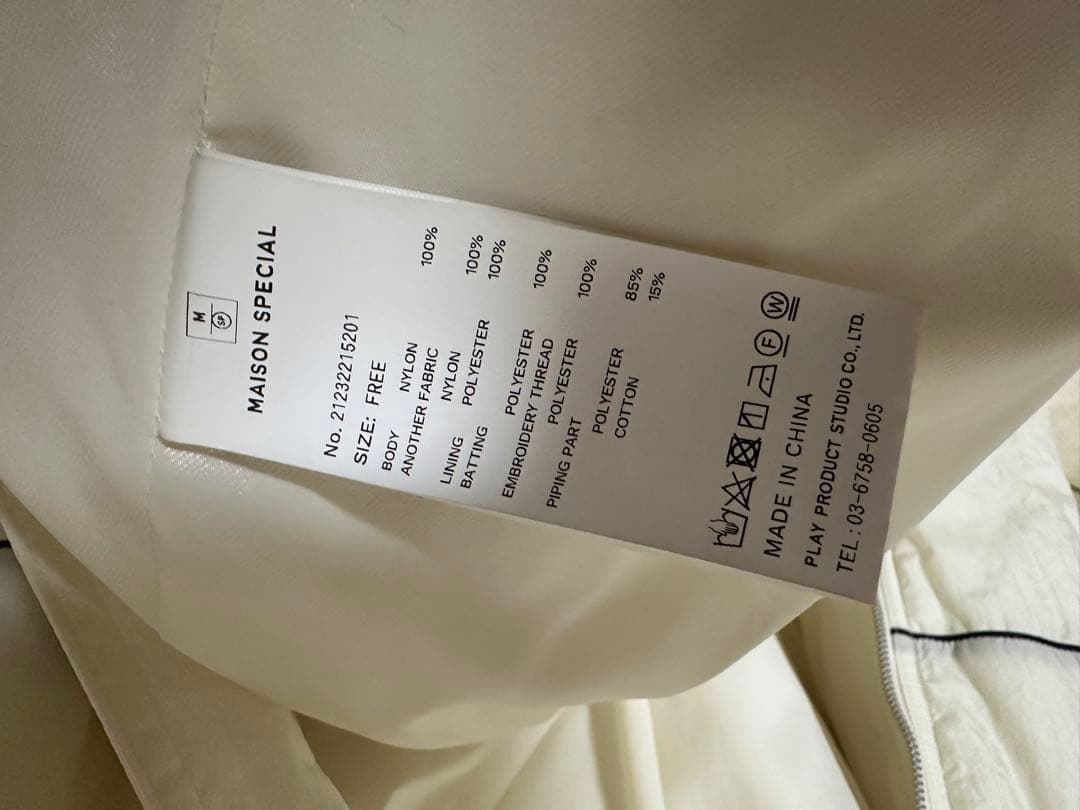 M
SP
MAISON SPECIAL
No. 21232215201
SIZE: FREE
BODY NYLON 100%
ANOTHER FABRIC
NYLON 100%
LINING POLYESTER 100%
BATTING
POLYESTER 100%
EMBROIDERY THREAD
POLYESTER 100%
PIPING PART
POLYESTER 85%
COTTON 15%
F W
MADE IN CHINA
PLAY PRODUCT STUDIO CO., LTD.
TEL : 03-6758-0605